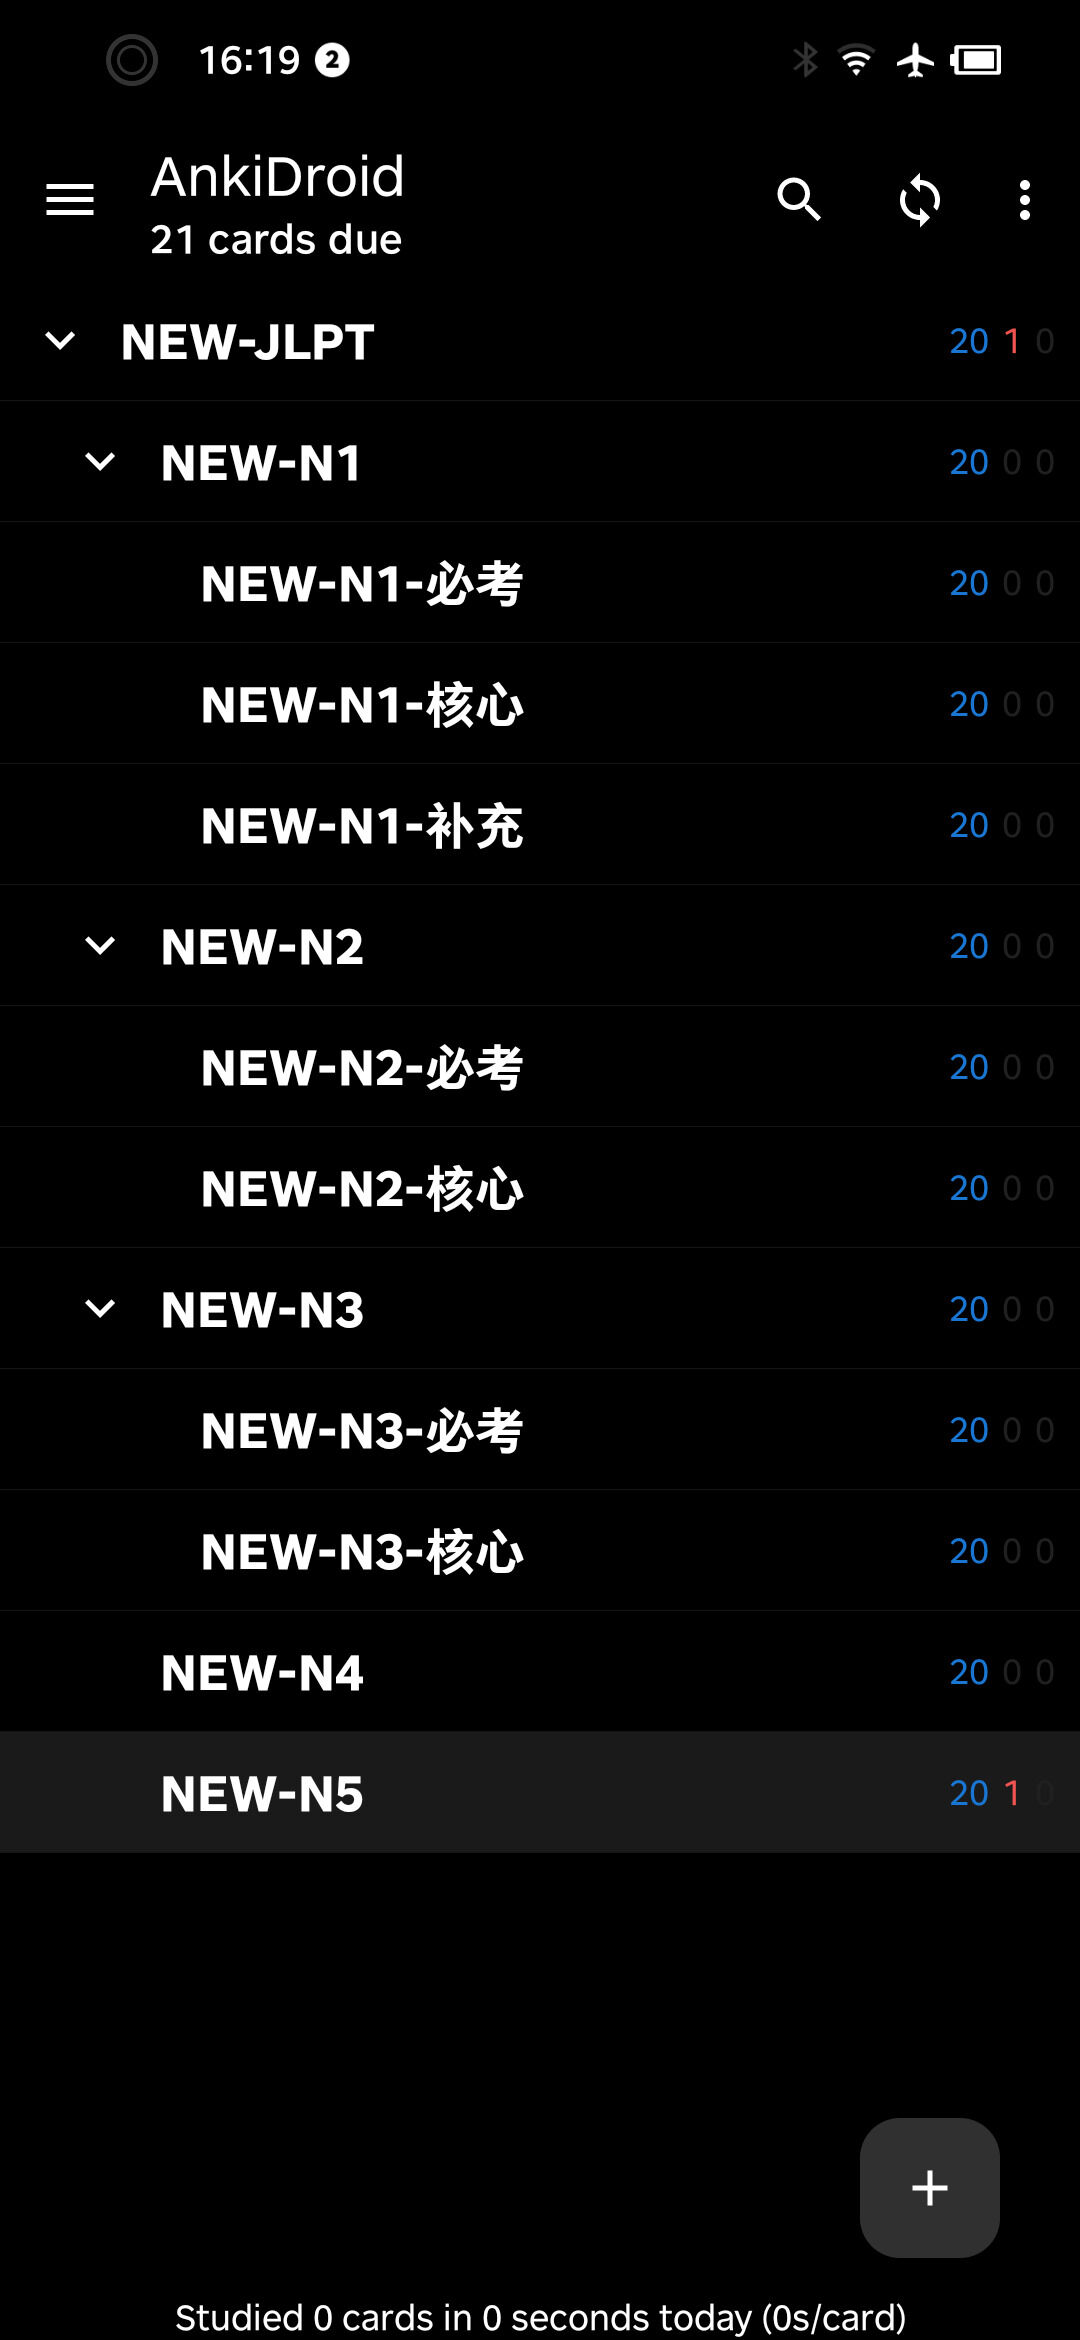 16:19 2
AnkiDroid
21 cards due
NEW-JLPT 20 1 0
NEW-N1 20 0 0
NEW-N1-必考 20 0 0
NEW-N1-核心 20 0 0
NEW-N1-补充 20 0 0
NEW-N2 20 0 0
NEW-N2-必考 20 0 0
NEW-N2-核心 20 0 0
NEW-N3 20 0 0
NEW-N3-必考 20 0 0
NEW-N3-核心 20 0 0
NEW-N4 20 0 0
NEW-N5 20 1 0
Studied 0 cards in 0 seconds today (0s/card)